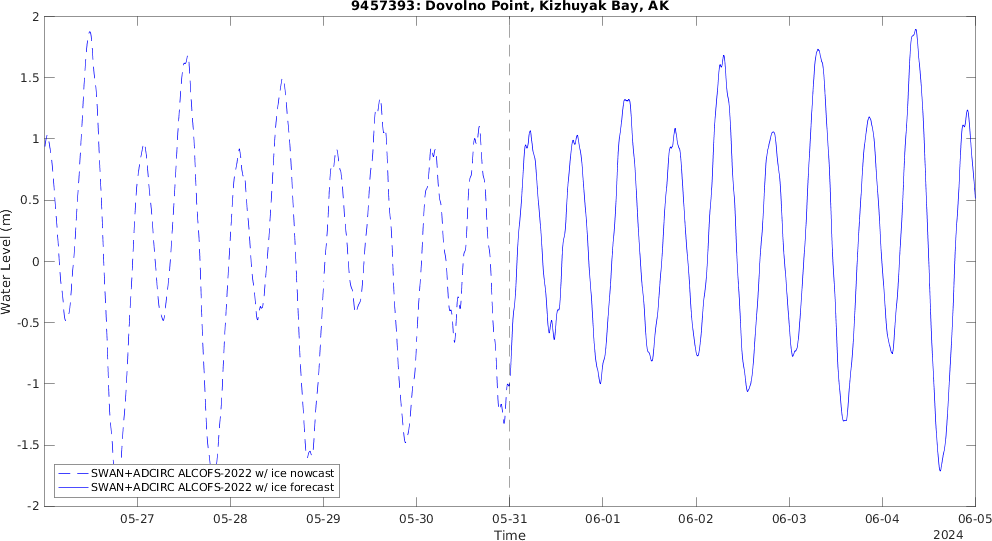 9457393: Dovolno Point, Kizhuyak Bay, AK
Water Level (m)
2
1.5
1
0.5
0
-0.5
-1
-1.5
-2
SWAN+ADCIRC ALCOFS-2022 w/ ice nowcast
SWAN+ADCIRC ALCOFS-2022 w/ ice forecast
05-27 05-28 05-29 05-30 05-31 06-01 06-02 06-03 06-04 06-05
Time
2024